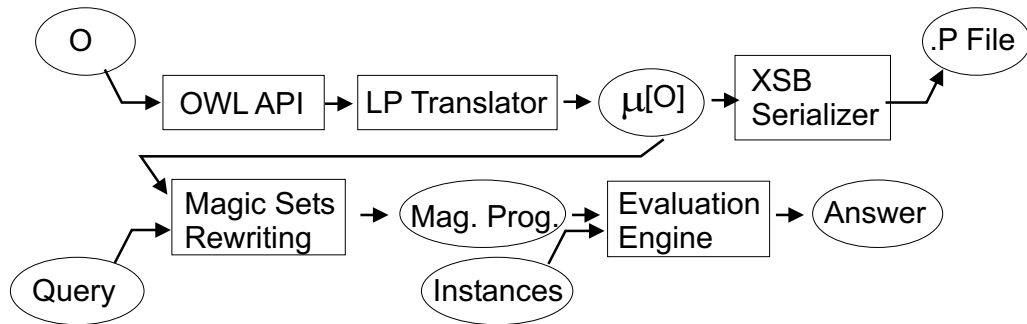 O
.P File
OWL API
LP Translator
μ[O]
XSB
Serializer
Magic Sets
Rewriting
Mag. Prog.
Evaluation
Engine
Answer
Query
Instances